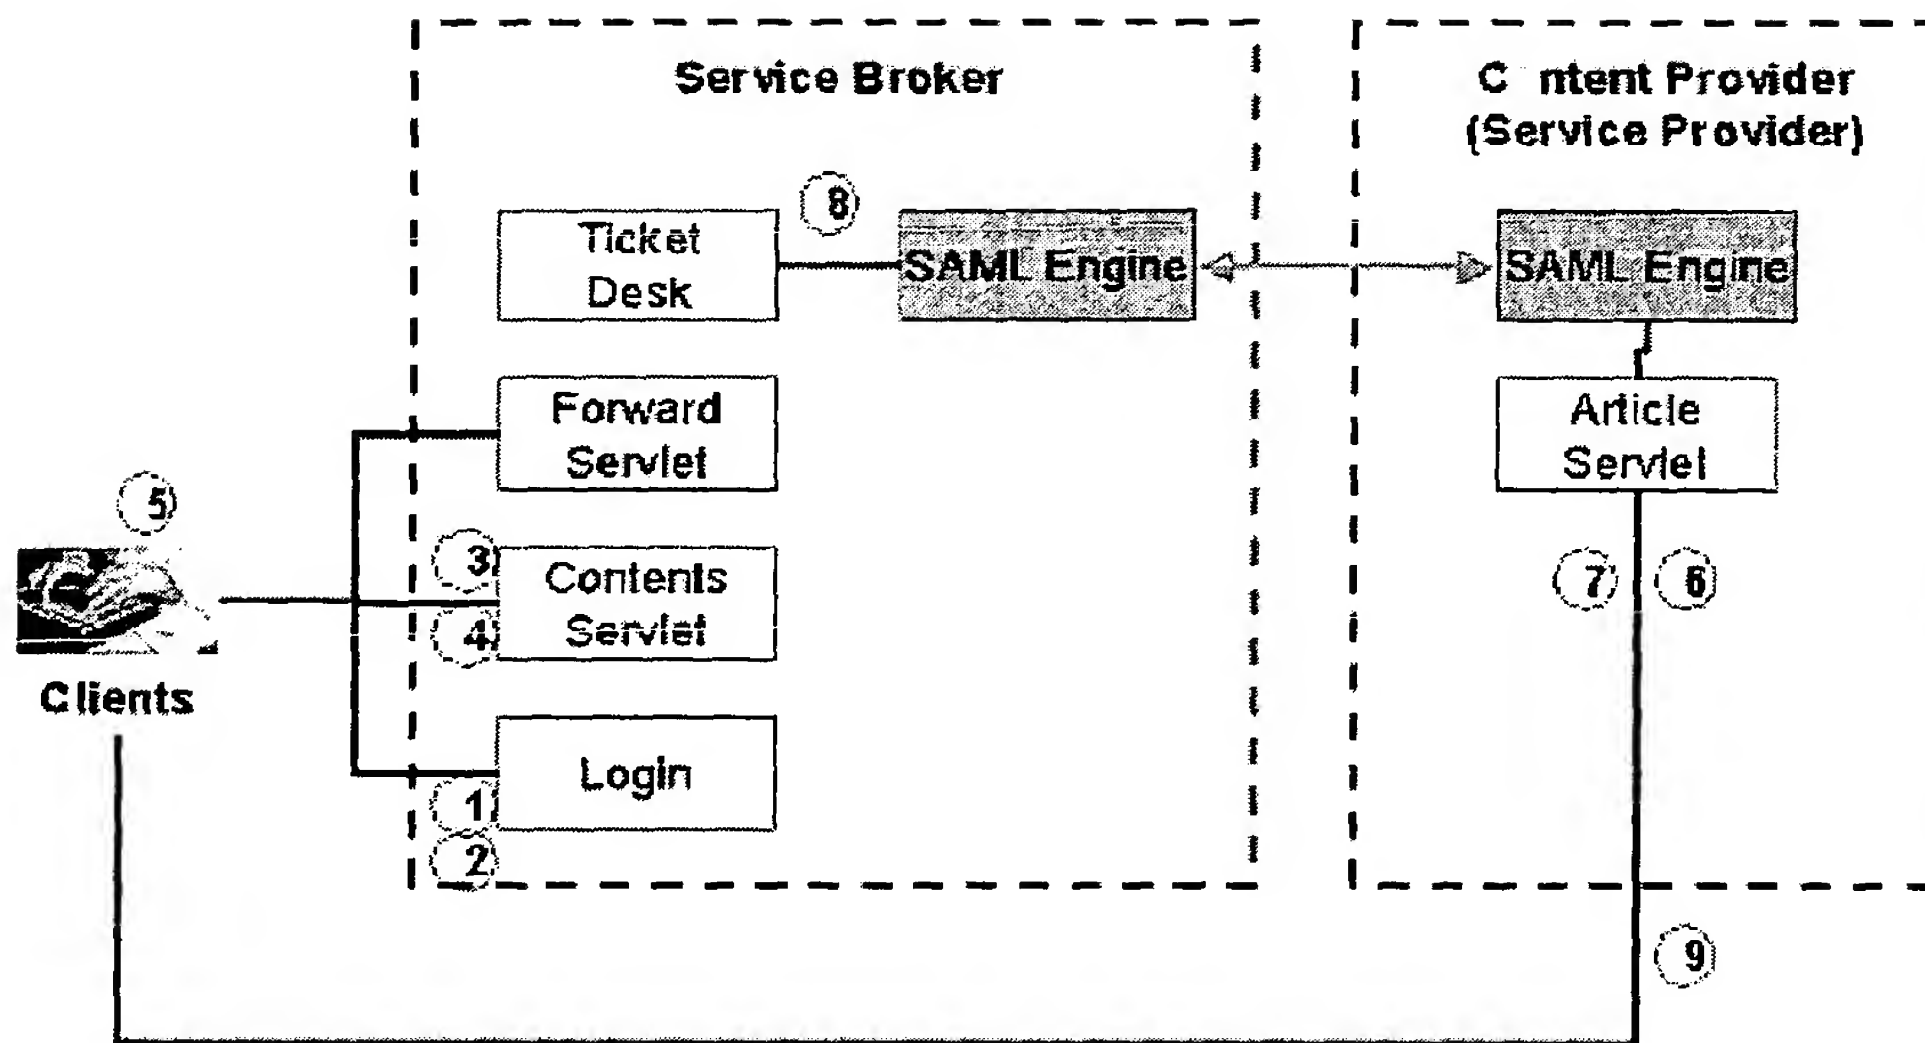 Service Broker
C ntent Provider
(Service Provider)
8
Ticket
Desk
SAML Engine
SAML Engine
Forward
Servlet
Article
Servlet
5
3
Contents
Servlet
4
7
6
Clients
Login
1
2
9